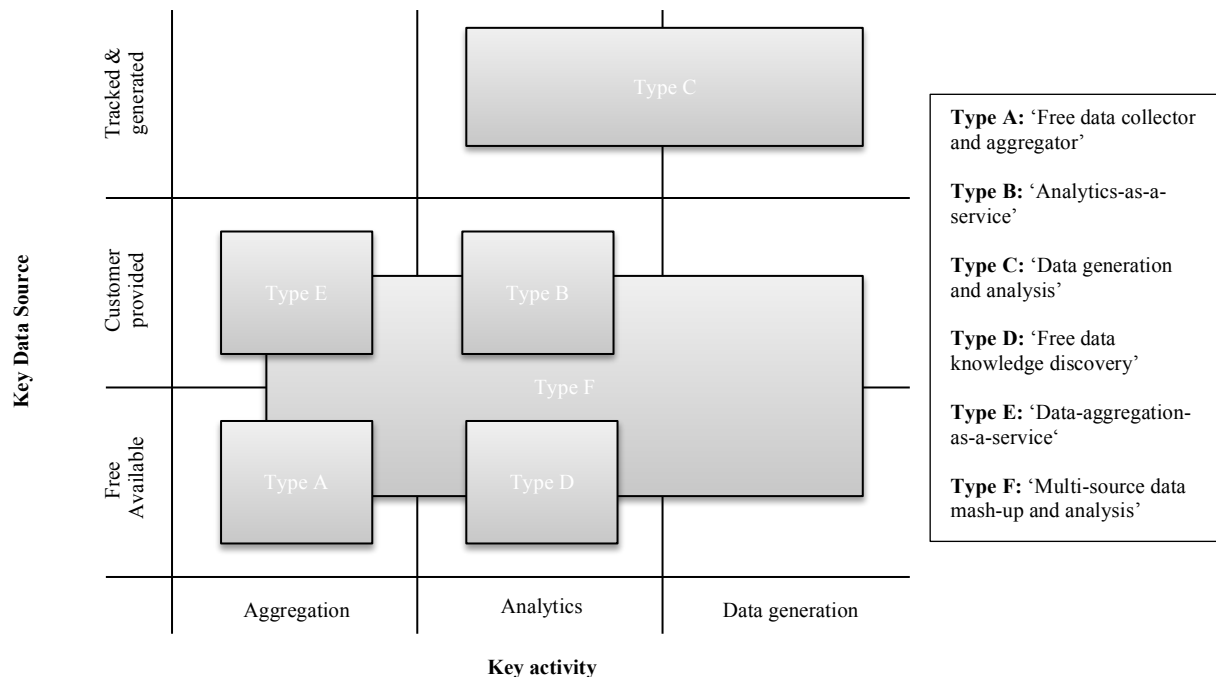 Tracked &
generated
Type C
Customer
provided
Type E
Type B
Key Data Source
Type F
Free
Available
Type A
Type D
Aggregation
Analytics
Data generation
Key activity
Type A: ‘Free data collector
and aggregator’
Type B: ‘Analytics-as-a-
service’
Type C: ‘Data generation
and analysis’
Type D: ‘Free data
knowledge discovery’
Type E: ‘Data-aggregation-
as-a-service‘
Type F: ‘Multi-source data
mash-up and analysis’